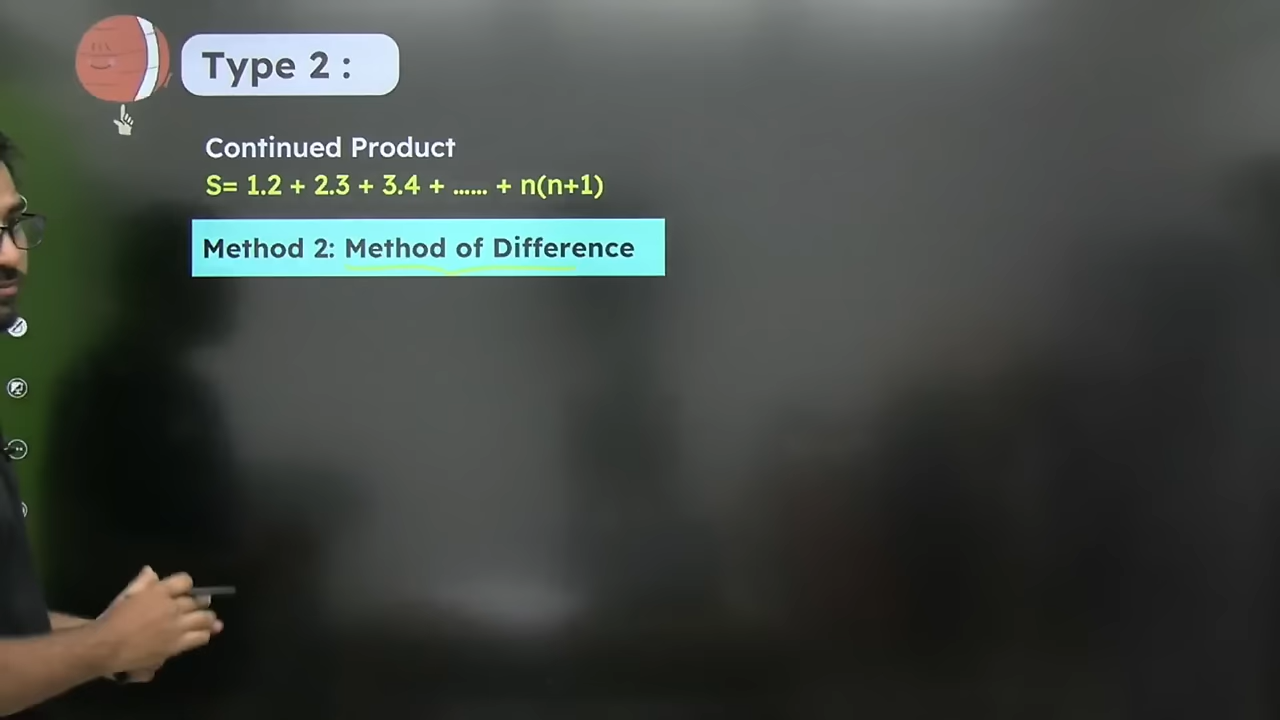 Type 2 :
Continued Product
S= 1.2 + 2.3 + 3.4 + ...... + n(n+1)
Method 2: Method of Difference